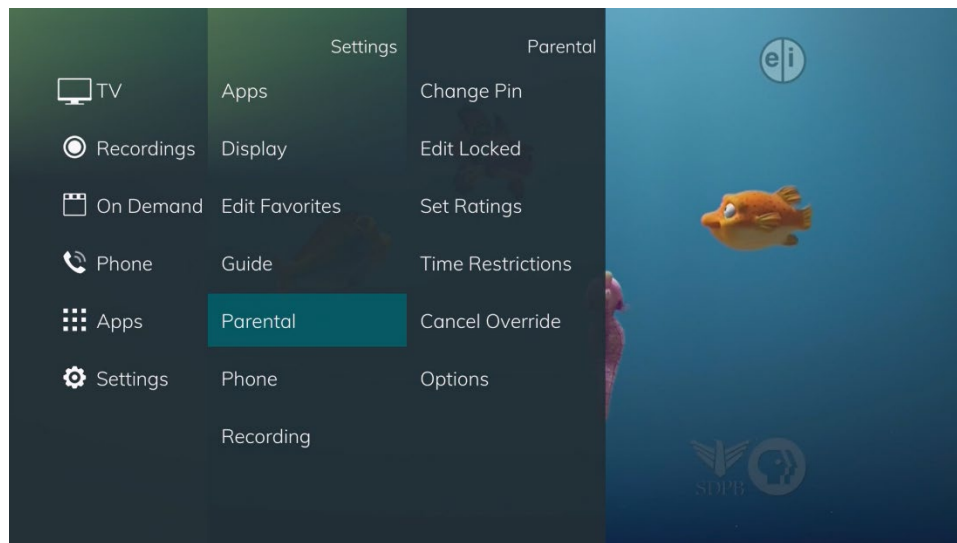 Settings
Parental
TV
Recordings
On Demand
Phone
Apps
Settings
Apps
Display
Edit Favorites
Guide
Parental
Phone
Recording
Change Pin
Edit Locked
Set Ratings
Time Restrictions
Cancel Override
Options
e|i
SDPB